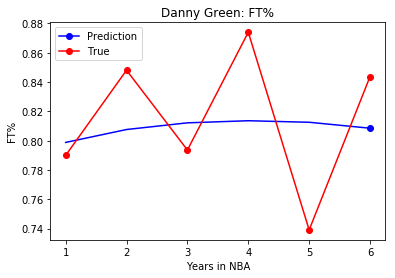 Danny Green: FT%
Prediction
True
FT%
0.88
0.86
0.84
0.82
0.80
0.78
0.76
0.74
1 2 3 4 5 6
Years in NBA